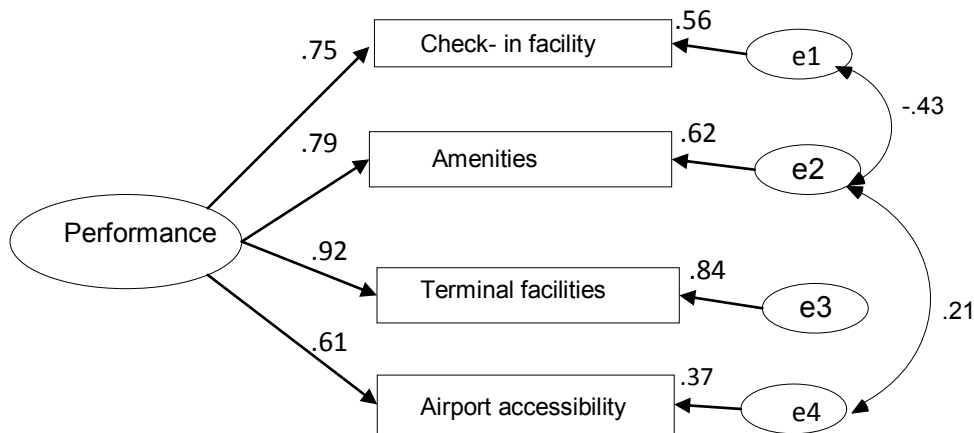 .56
Check- in facility
e1
.75
-.43
.79
.62
Amenities
e2
Performance
.92
.84
Terminal facilities
e3
.21
.61
.37
Airport accessibility
e4